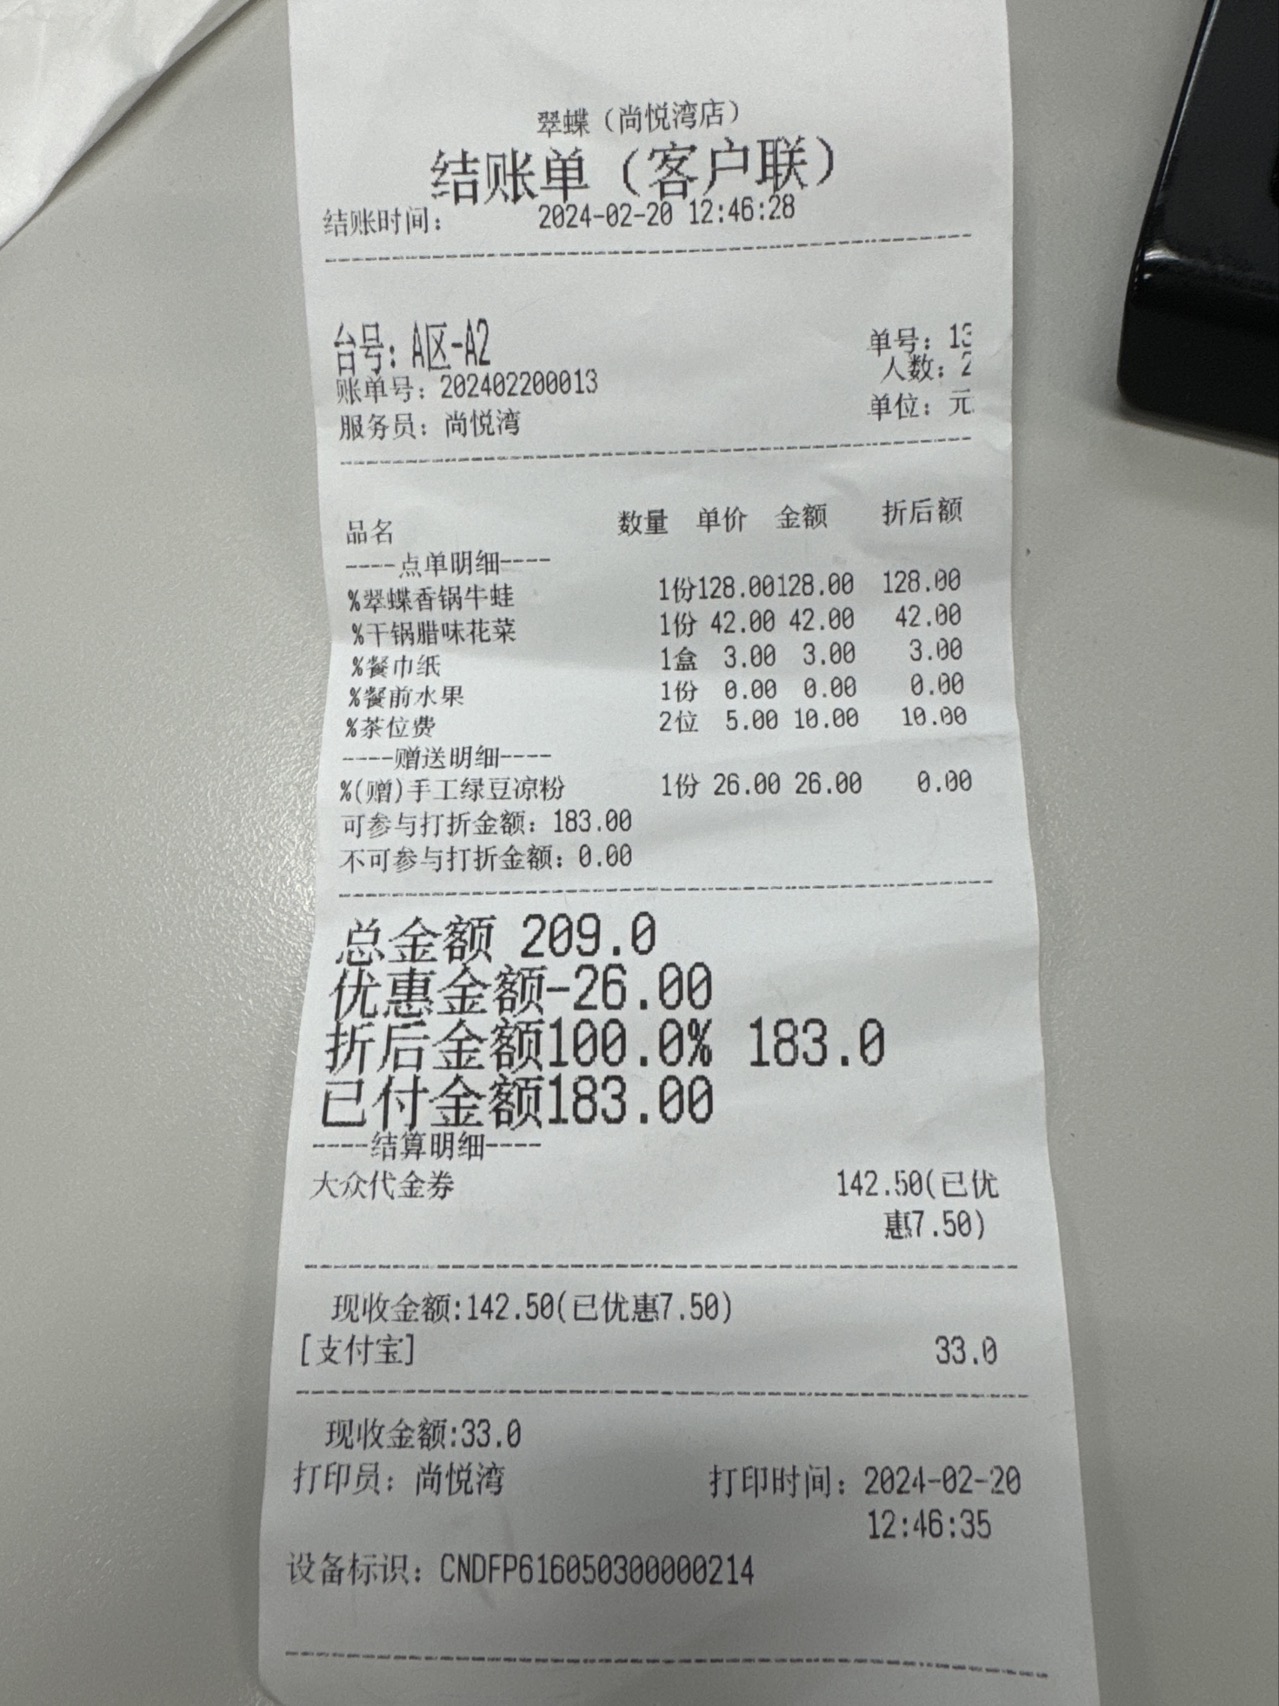 翠蝶（尚悦湾店）
结账单（客户联）
结账时间： 2024-02-20 12:46:28
台号：A区-A2 单号：13
账单号：202402200013 人数：2
服务员：尚悦湾 单位：元
品名 数量 单价 金额 折后额
----点单明细----
%翠蝶香锅牛蛙 1份128.00128.00 128.00
%干锅腊味花菜 1份 42.00 42.00 42.00
%餐巾纸 1盒 3.00 3.00 3.00
%餐前水果 1份 0.00 0.00 0.00
%茶位费 2位 5.00 10.00 10.00
----赠送明细----
%(赠)手工绿豆凉粉 1份 26.00 26.00 0.00
可参与打折金额：183.00
不可参与打折金额：0.00
总金额 209.0
优惠金额-26.00
折后金额100.0% 183.0
已付金额183.00
----结算明细----
大众代金券 142.50(已优
惠7.50)
现收金额:142.50(已优惠7.50)
[支付宝] 33.0
现收金额:33.0
打印员：尚悦湾 打印时间：2024-02-20
12:46:35
设备标识：CNDFP616050300000214